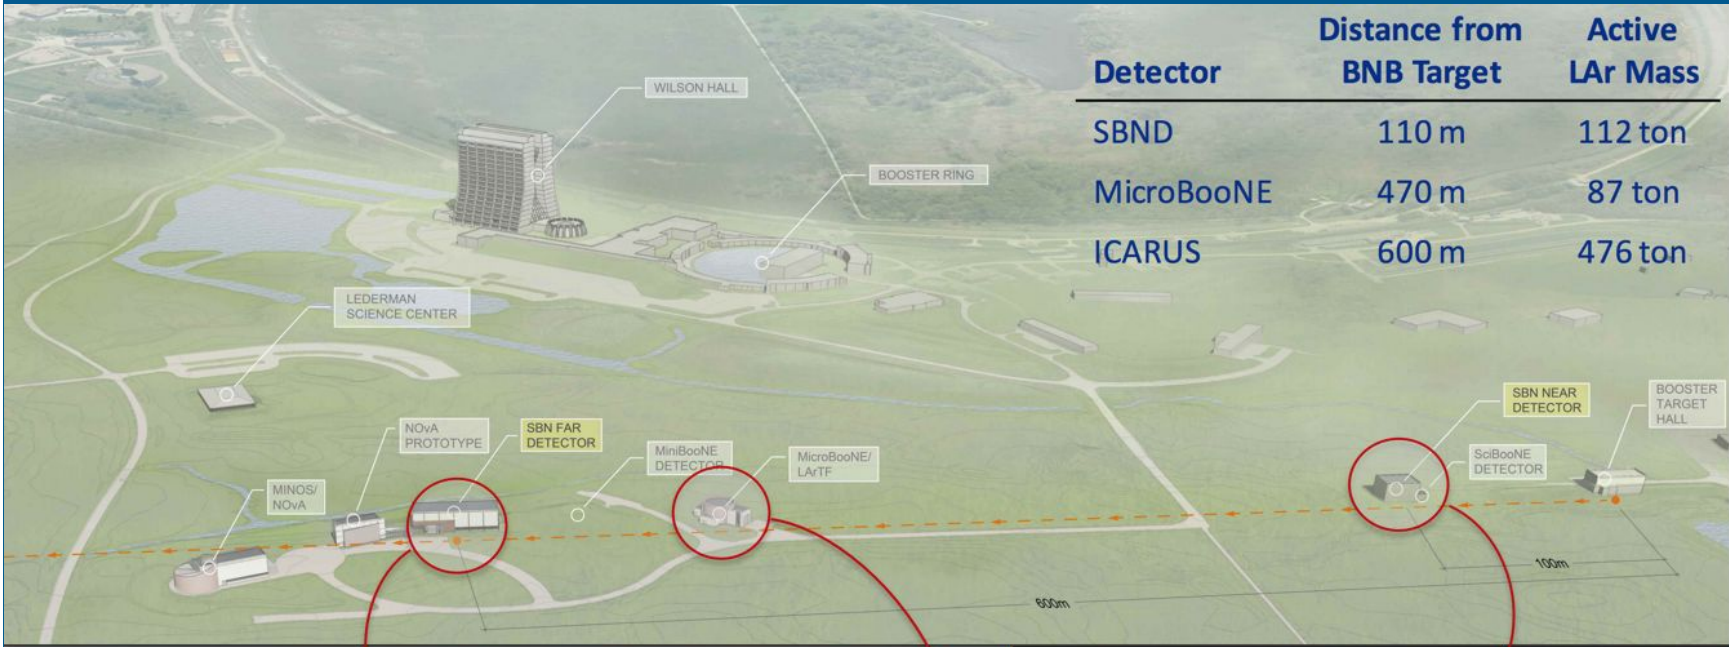 Distance from Active
Detector BNB Target LAr Mass
SBND 110 m 112 ton
MicroBooNE 470 m 87 ton
ICARUS 600 m 476 ton
WILSON HALL
BOOSTER RING
LEDERMAN
SCIENCE CENTER
NOvA
PROTOTYPE
SBN FAR
DETECTOR
MiniBooNE
DETECTOR
MicroBooNE/
LArTF
SBN NEAR
DETECTOR
BOOSTER
TARGET
HALL
SciBooNE
DETECTOR
MINOS/
NOvA
100m
600m